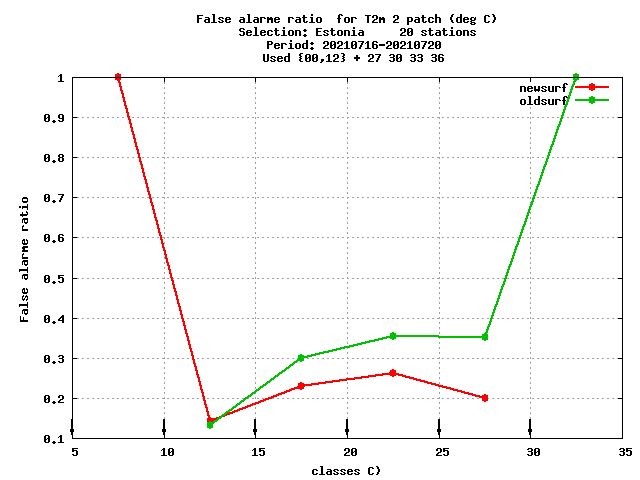 False alarme ratio  for T2m 2 patch (deg C)
Selection: Estonia     20 stations
Period: 20210716-20210720
Used {00,12} + 27 30 33 36
newsurf
oldsurf
False alarme ratio
1
0,9
0,8
0,7
0,6
0,5
0,4
0,3
0,2
0,1
5 10 15 20 25 30 35
classes C)